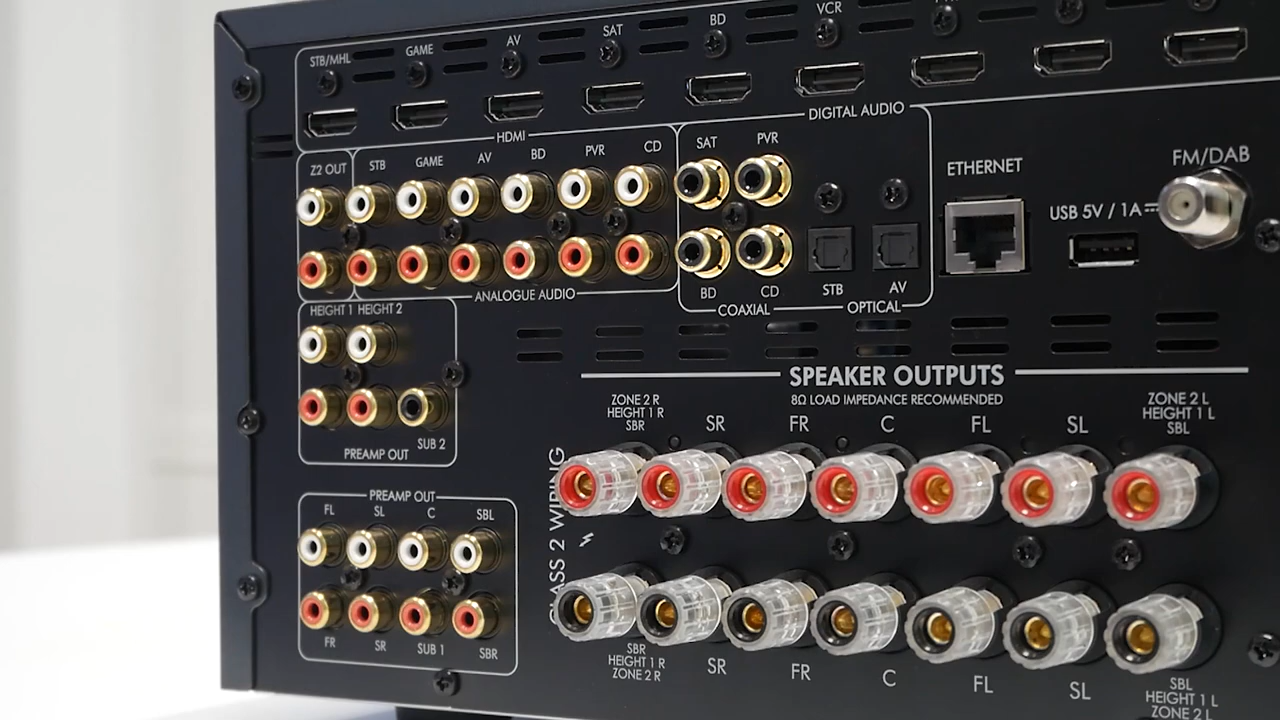 STB/MHL GAME AV SAT BD VCR
HDMI
DIGITAL AUDIO
Z2 OUT STB GAME AV BD PVR CD
SAT PVR
ANALOGUE AUDIO
BD CD STB AV
COAXIAL OPTICAL
ETHERNET
USB 5V / 1A
FM/DAB
HEIGHT 1 HEIGHT 2
SUB 2
PREAMP OUT
PREAMP OUT
FL SL C SBL
FR SR SUB 1 SBR
SPEAKER OUTPUTS
8Ω LOAD IMPEDANCE RECOMMENDED
ZONE 2 R
HEIGHT 1 R
SBR
SR FR C FL SL
ZONE 2 L
HEIGHT 1 L
SBL
CLASS 2 WIRING
SBR
HEIGHT 1 R
ZONE 2 R
SR FR C FL SL
SBL
HEIGHT 1 L
ZONE 2 L